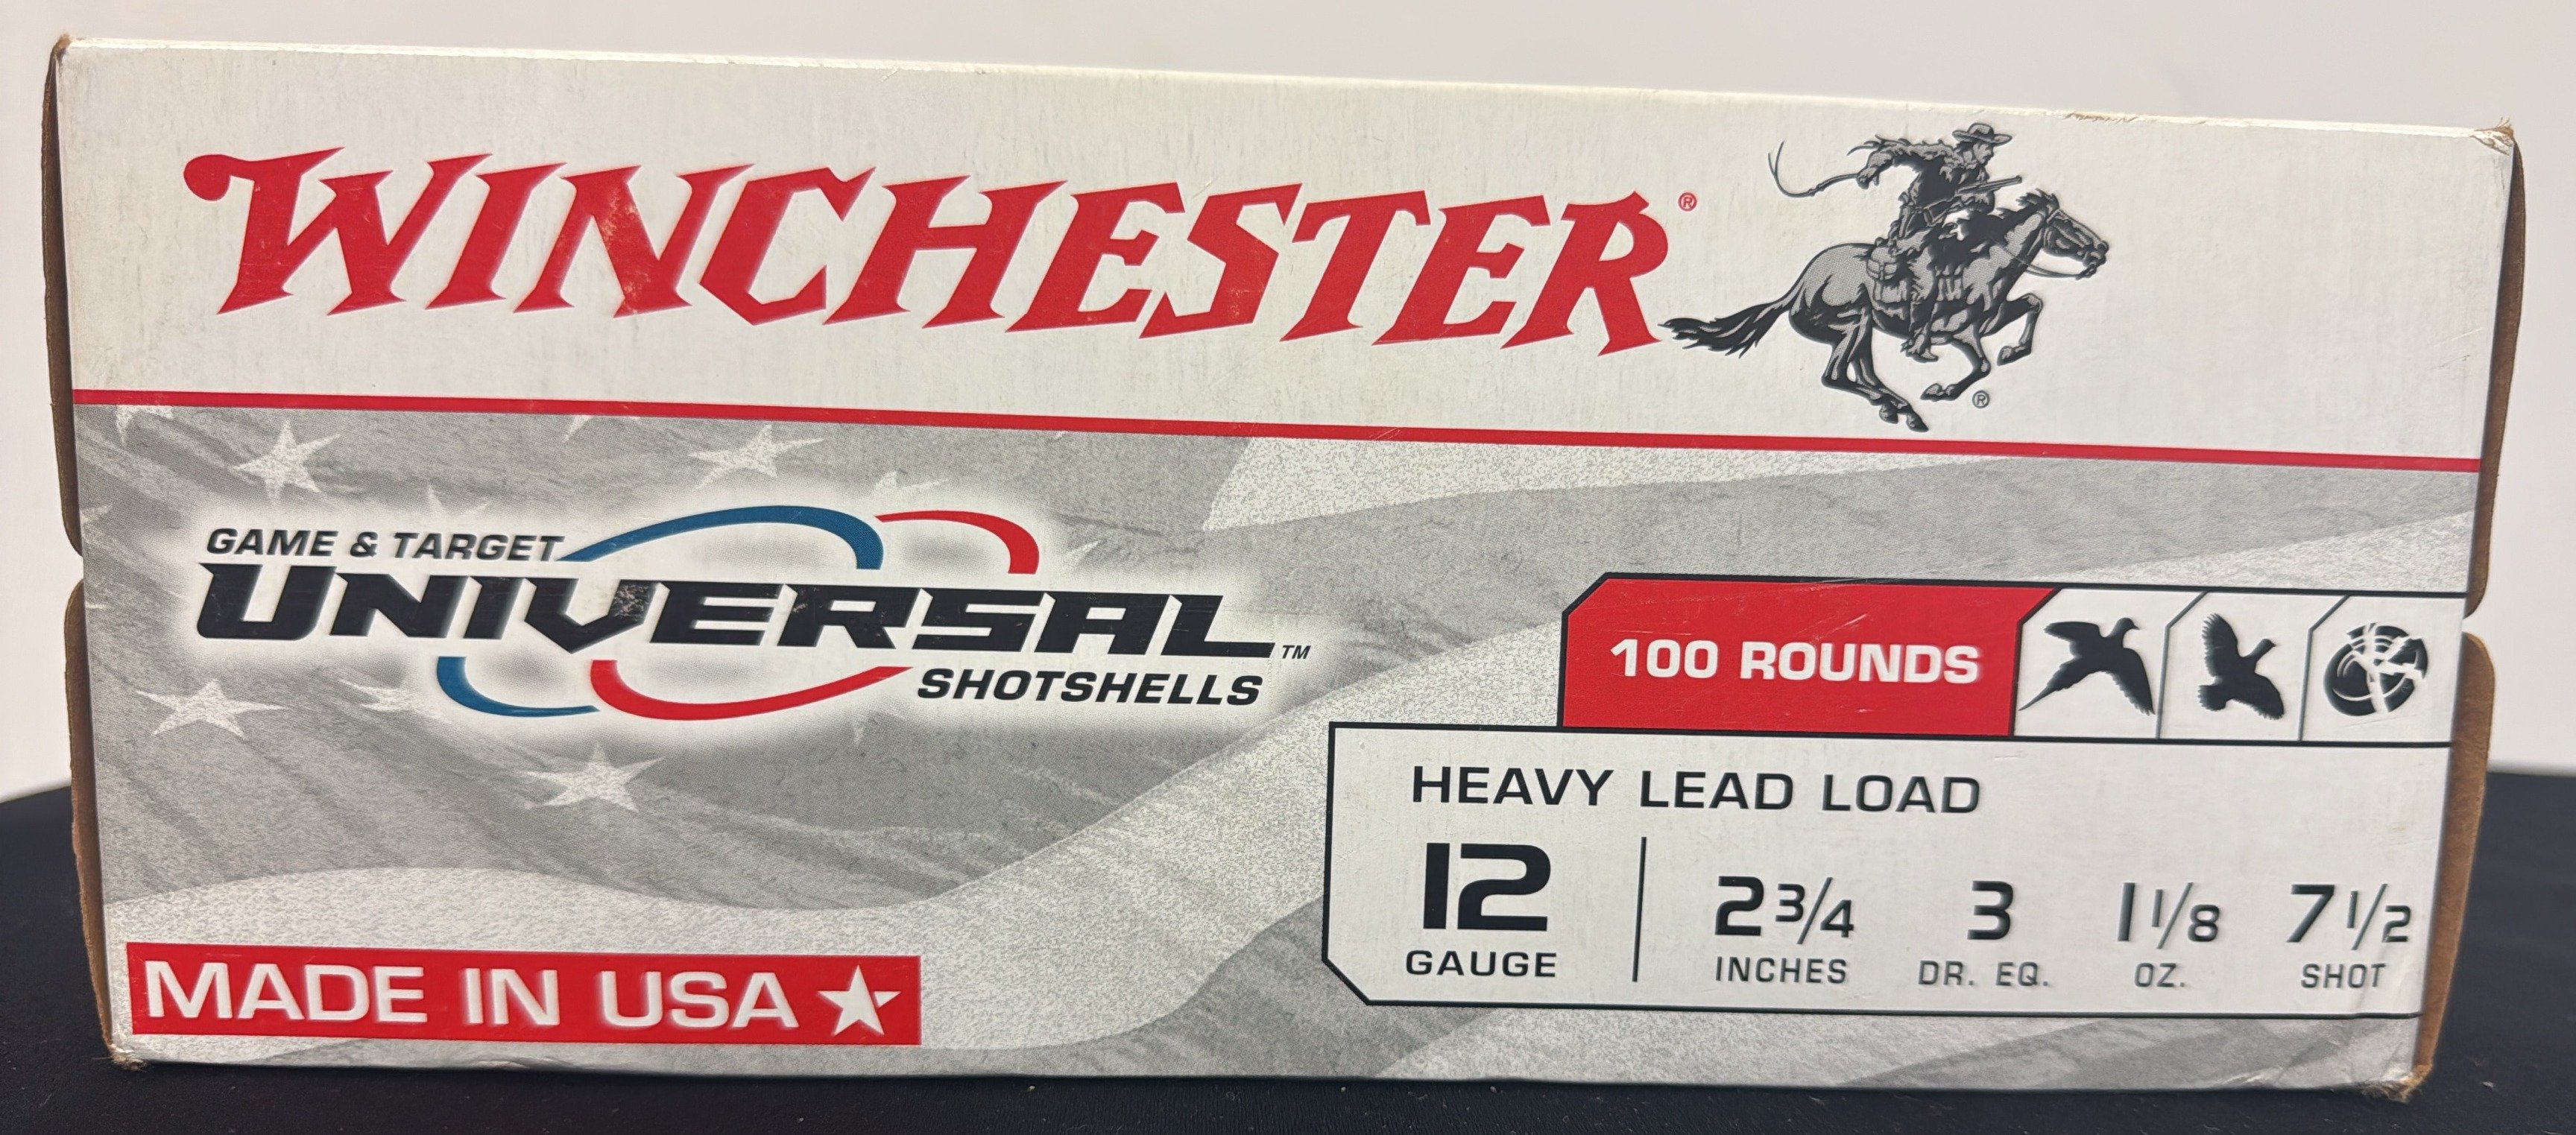 WINCHESTER®
®
GAME & TARGET
UNIVERSAL™
SHOTSHELLS
100 ROUNDS
HEAVY LEAD LOAD
12 GAUGE
2 3/4 INCHES
3 DR. EQ.
1 1/8 OZ.
7 1/2 SHOT
MADE IN USA